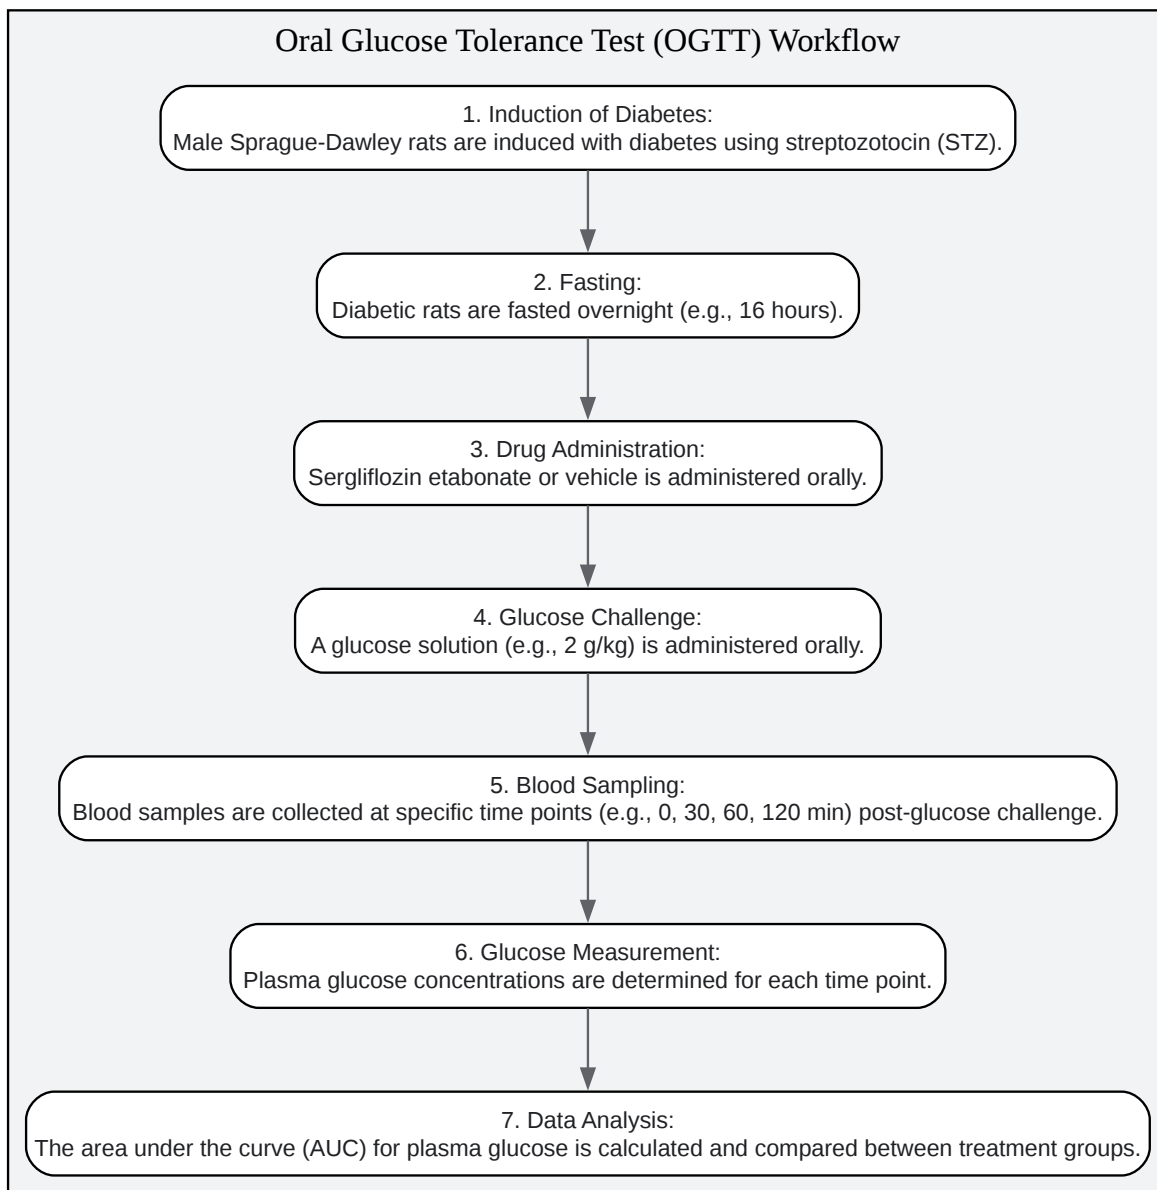 Oral Glucose Tolerance Test (OGTT) Workflow
1. Induction of Diabetes:
Male Sprague-Dawley rats are induced with diabetes using streptozotocin (STZ).
2. Fasting:
Diabetic rats are fasted overnight (e.g., 16 hours).
3. Drug Administration:
Sergliflozin etabonate or vehicle is administered orally.
4. Glucose Challenge:
A glucose solution (e.g., 2 g/kg) is administered orally.
5. Blood Sampling:
Blood samples are collected at specific time points (e.g., 0, 30, 60, 120 min) post-glucose challenge.
6. Glucose Measurement:
Plasma glucose concentrations are determined for each time point.
7. Data Analysis:
The area under the curve (AUC) for plasma glucose is calculated and compared between treatment groups.